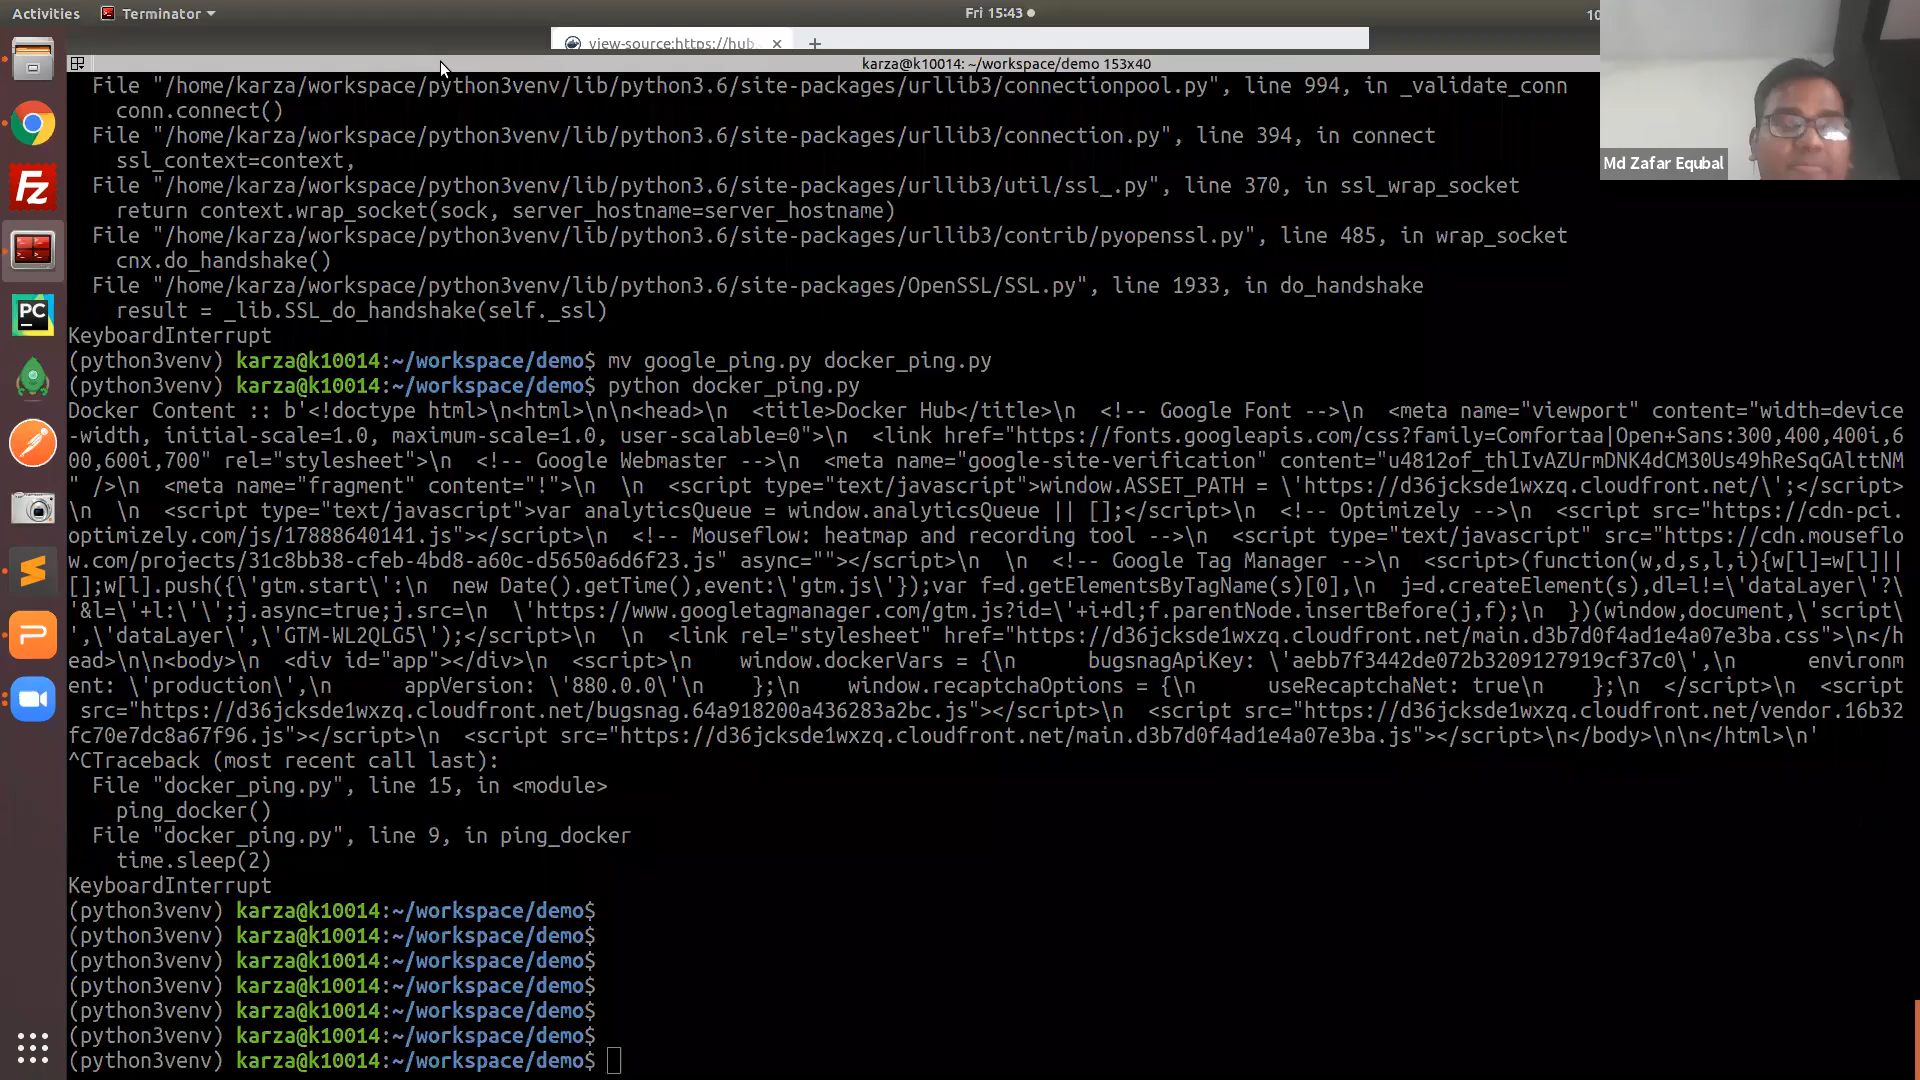 Activities
Terminator
Fri 15:43
10
view-source:https://hub
karza@k10014: ~/workspace/demo 153x40
File "/home/karza/workspace/python3venv/lib/python3.6/site-packages/urllib3/connectionpool.py", line 994, in _validate_conn
conn.connect()
File "/home/karza/workspace/python3venv/lib/python3.6/site-packages/urllib3/connection.py", line 394, in connect
ssl_context=context,
File "/home/karza/workspace/python3venv/lib/python3.6/site-packages/urllib3/util/ssl_.py", line 370, in ssl_wrap_socket
return context.wrap_socket(sock, server_hostname=server_hostname)
File "/home/karza/workspace/python3venv/lib/python3.6/site-packages/urllib3/contrib/pyopenssl.py", line 485, in wrap_socket
cnx.do_handshake()
File "/home/karza/workspace/python3venv/lib/python3.6/site-packages/OpenSSL/SSL.py", line 1933, in do_handshake
result = _lib.SSL_do_handshake(self._ssl)
KeyboardInterrupt
(python3venv) karza@k10014:~/workspace/demo$ mv google_ping.py docker_ping.py
(python3venv) karza@k10014:~/workspace/demo$ python docker_ping.py
Docker Content :: b'<!doctype html>\n<html>\n\n<head>\n  <title>Docker Hub</title>\n  <!-- Google Font -->\n  <meta name="viewport" content="width=device
-width, initial-scale=1.0, maximum-scale=1.0, user-scalable=0">\n  <link href="https://fonts.googleapis.com/css?family=Comfortaa|Open+Sans:300,400,400i,6
00,600i,700" rel="stylesheet">\n  <!-- Google Webmaster -->\n  <meta name="google-site-verification" content="u4812of_thlIvAZUrmDNK4dCM30Us49hReSqGAlttNM
" />\n  <meta name="fragment" content="!">\n  \n  <script type="text/javascript">window.ASSET_PATH = \'https://d36jcksde1wxzq.cloudfront.net/\';</script>
\n  \n  <script type="text/javascript">var analyticsQueue = window.analyticsQueue || [];</script>\n  <!-- Optimizely -->\n  <script src="https://cdn-pci.
optimizely.com/js/17888640141.js"></script>\n  <!-- Mouseflow: heatmap and recording tool -->\n  <script type="text/javascript" src="https://cdn.mouseflo
w.com/projects/31c8bb38-cfeb-4bd8-a60c-d5650a6d6f23.js" async=""></script>\n  \n  <!-- Google Tag Manager -->\n  <script>(function(w,d,s,l,i){w[l]=w[l]||
[];w[l].push({\'gtm.start\':\n  new Date().getTime(),event:\'gtm.js\'});var f=d.getElementsByTagName(s)[0],\n  j=d.createElement(s),dl=l!=\'dataLayer\'?\
'&l=\'+l:\'\';j.async=true;j.src=\n  \'https://www.googletagmanager.com/gtm.js?id=\'+i+dl;f.parentNode.insertBefore(j,f);\n  })(window,document,\'script\
',\'dataLayer\',\'GTM-WL2QLG5\');</script>\n  \n  <link rel="stylesheet" href="https://d36jcksde1wxzq.cloudfront.net/main.d3b7d0f4ad1e4a07e3ba.css">\n</h
ead>\n\n<body>\n  <div id="app"></div>\n  <script>\n    window.dockerVars = {\n      bugsnagApiKey: \'aebb7f3442de072b3209127919cf37c0\',\n      environm
ent: \'production\',\n      appVersion: \'880.0.0\'\n    };\n    window.recaptchaOptions = {\n      useRecaptchaNet: true\n    };\n  </script>\n  <script
src="https://d36jcksde1wxzq.cloudfront.net/bugsnag.64a918200a436283a2bc.js"></script>\n  <script src="https://d36jcksde1wxzq.cloudfront.net/vendor.16b32
fc70e7dc8a67f96.js"></script>\n  <script src="https://d36jcksde1wxzq.cloudfront.net/main.d3b7d0f4ad1e4a07e3ba.js"></script>\n</body>\n\n</html>\n'
^CTraceback (most recent call last):
File "docker_ping.py", line 15, in <module>
ping_docker()
File "docker_ping.py", line 9, in ping_docker
time.sleep(2)
KeyboardInterrupt
(python3venv) karza@k10014:~/workspace/demo$
(python3venv) karza@k10014:~/workspace/demo$
(python3venv) karza@k10014:~/workspace/demo$
(python3venv) karza@k10014:~/workspace/demo$
(python3venv) karza@k10014:~/workspace/demo$
(python3venv) karza@k10014:~/workspace/demo$
(python3venv) karza@k10014:~/workspace/demo$
Md Zafar Equbal
Fz
PC